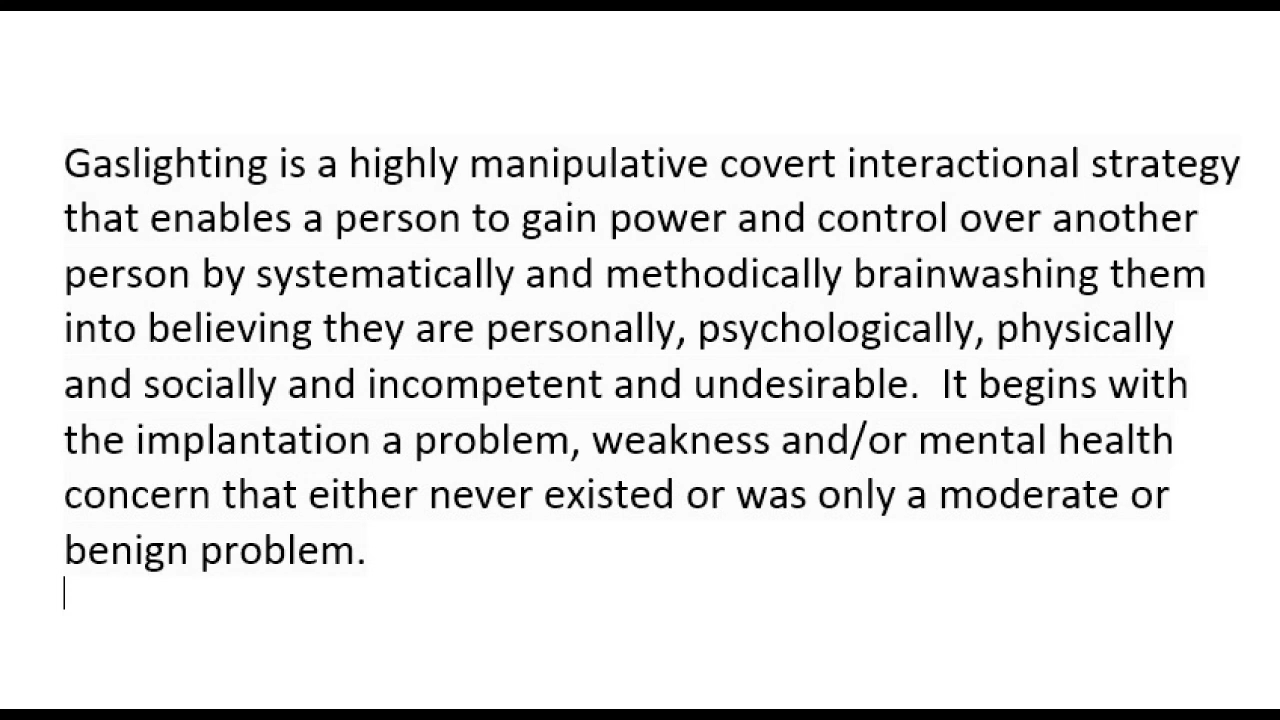 Gaslighting is a highly manipulative covert interactional strategy
that enables a person to gain power and control over another
person by systematically and methodically brainwashing them
into believing they are personally, psychologically, physically
and socially and incompetent and undesirable.  It begins with
the implantation a problem, weakness and/or mental health
concern that either never existed or was only a moderate or
benign problem.